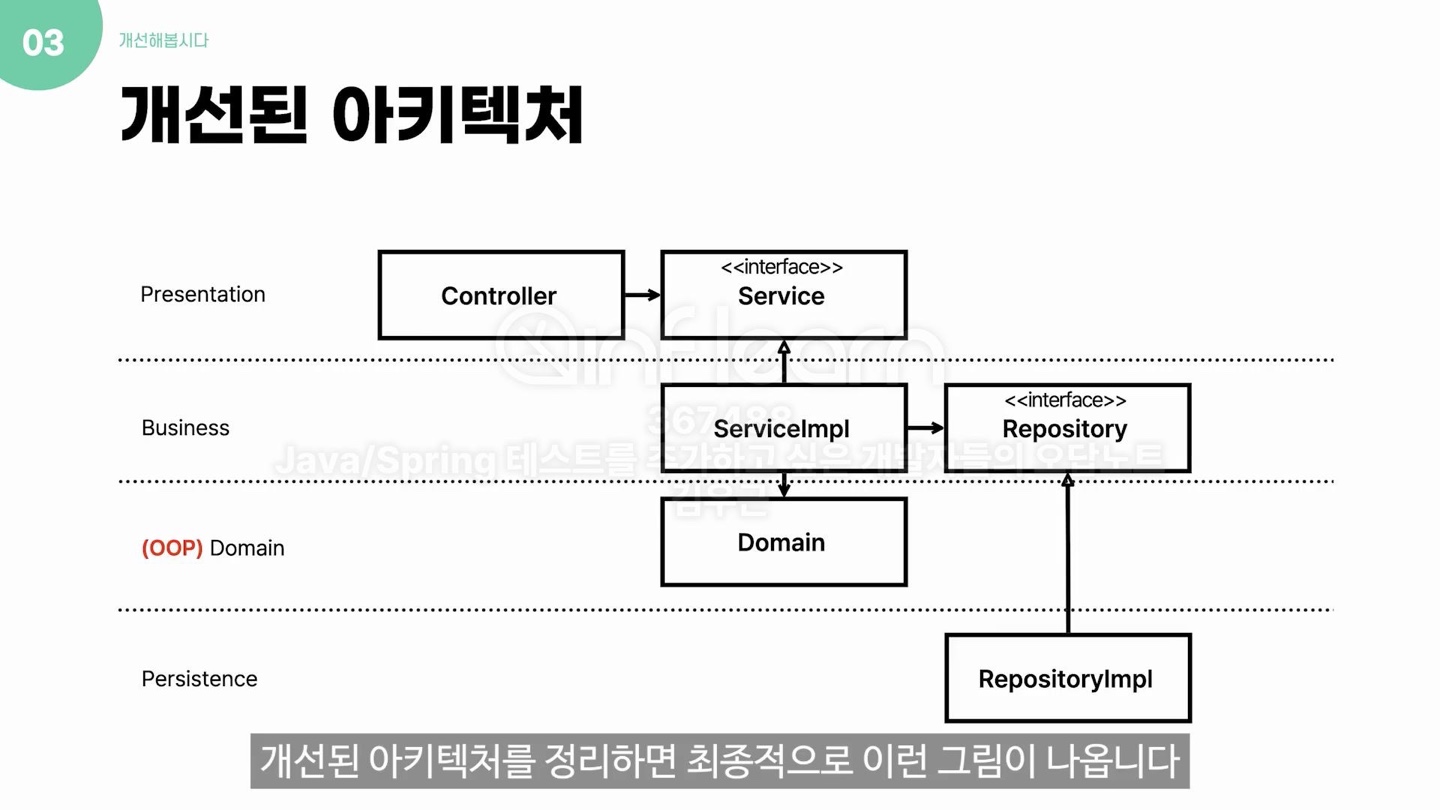 03
개선해봅시다
개선된 아키텍처
Presentation
Controller
<<interface>>
Service
inflearn
Business
ServiceImpl
<<interface>>
Repository
367488
Java/Spring 테스트를 추가하고 싶은 개발자들의 오답노트
김우근
(OOP) Domain
Domain
Persistence
RepositoryImpl
개선된 아키텍처를 정리하면 최종적으로 이런 그림이 나옵니다